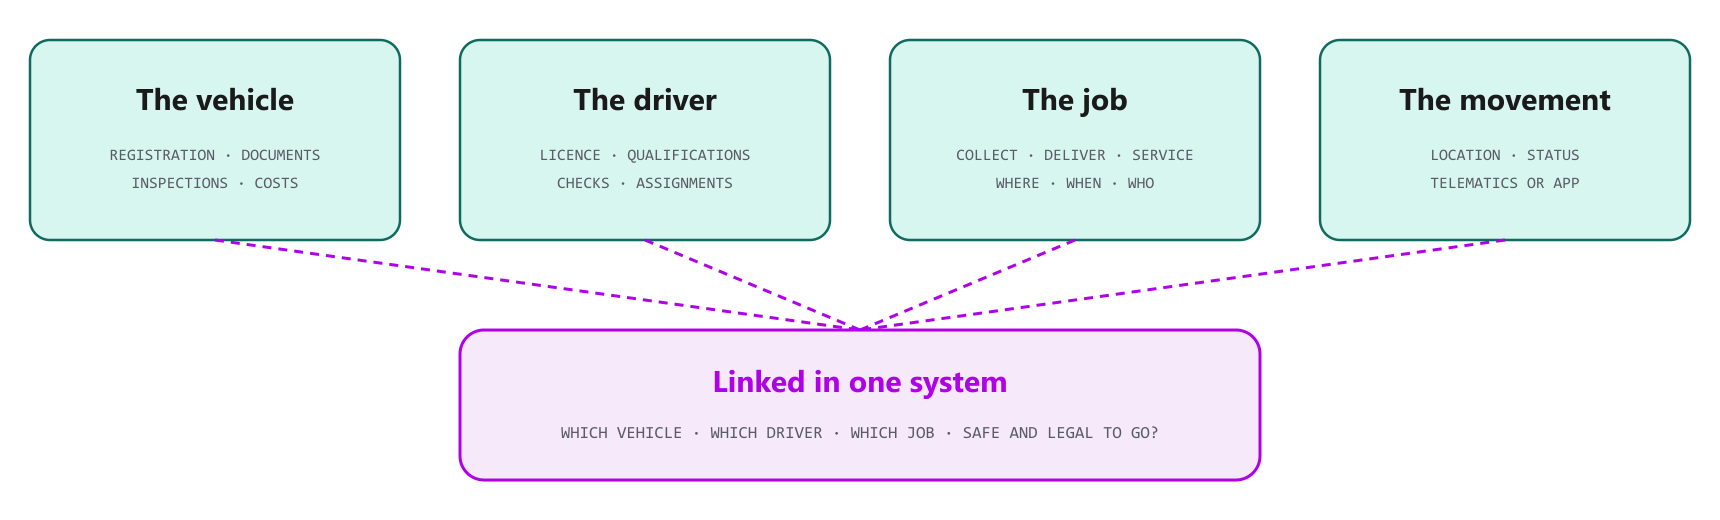 The vehicle
REGISTRATION · DOCUMENTS
INSPECTIONS · COSTS
The driver
LICENCE · QUALIFICATIONS
CHECKS · ASSIGNMENTS
The job
COLLECT · DELIVER · SERVICE
WHERE · WHEN · WHO
The movement
LOCATION · STATUS
TELEMATICS OR APP
Linked in one system
WHICH VEHICLE · WHICH DRIVER · WHICH JOB · SAFE AND LEGAL TO GO?